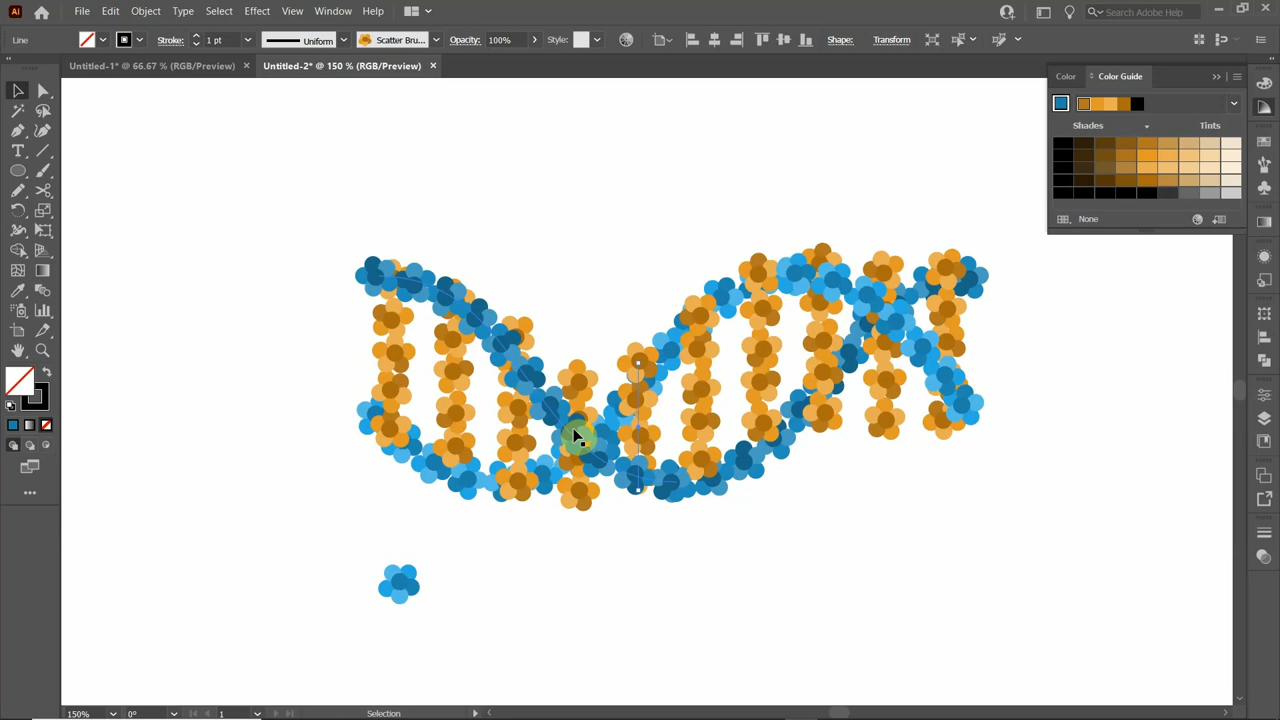 Ai File Edit Object Type Select Effect View Window Help Search Adobe Help
Line Stroke: 1 pt Uniform Scatter Bru... Opacity: 100% Style: Shape: Transform
Untitled-1* @ 66.67 % (RGB/Preview) × Untitled-2* @ 150 % (RGB/Preview) ×
Color Color Guide
Shades Tints
None
150% 0° 1 Selection